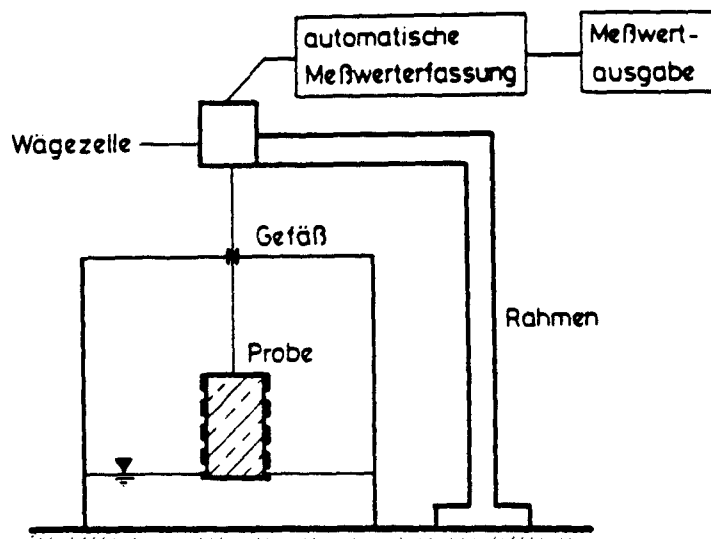 automatische
Meßwerterfassung
Meßwert-
ausgabe
Wägezelle
Gefäß
Rahmen
Probe